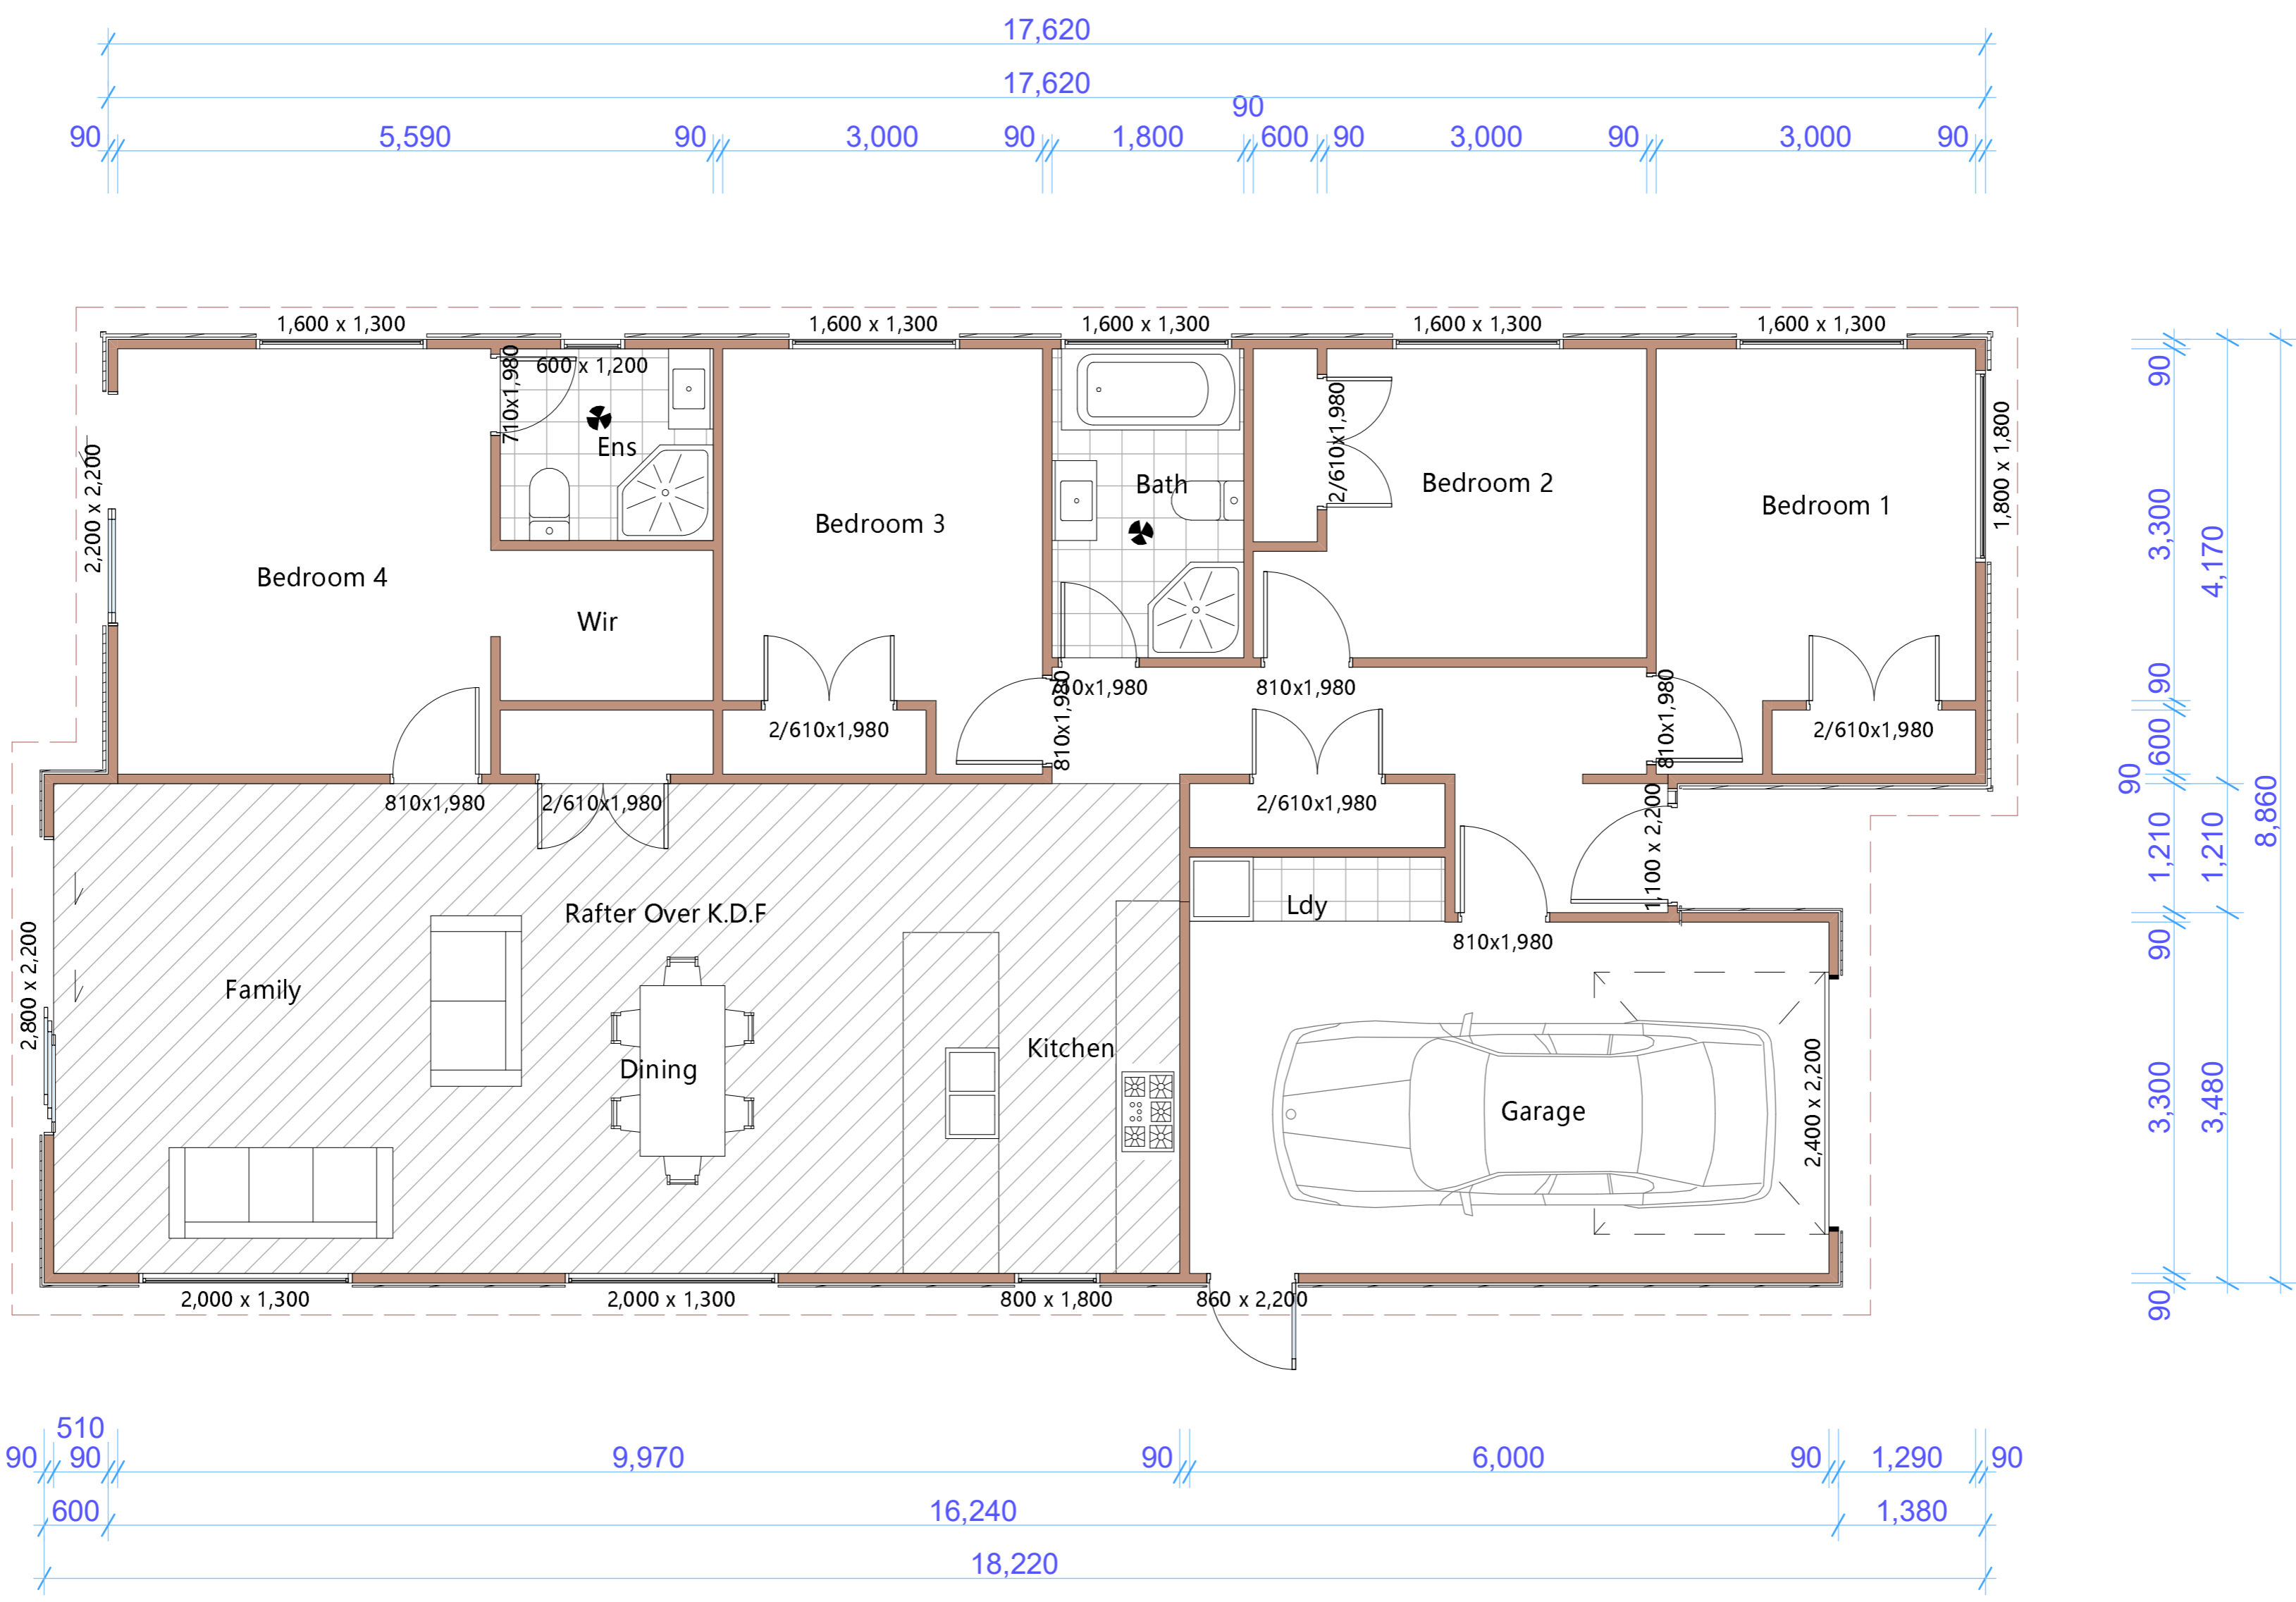 17,620
17,620
90
90 5,590 90 3,000 90 1,800 600 90 3,000 90 3,000 90
1,600 x 1,300 1,600 x 1,300 1,600 x 1,300 1,600 x 1,300 1,600 x 1,300
600 x 1,200
710x1,980
2/610x1,980
1,800 x 1,800
90
2,200 x 2,200
Ens
Bath
Bedroom 2
Bedroom 1
Bedroom 3
3,300
4,170
Bedroom 4
Wir
810x1,980
810x1,980
810x1,980
90
2/610x1,980
2/610x1,980
600
90
810x1,980
2/610x1,980
2/610x1,980
1,100 x 2,200
1,210
1,210
8,860
Ldy
Rafter Over K.D.F
810x1,980
90
2,800 x 2,200
Family
Kitchen
Dining
Garage
2,400 x 2,200
3,300
3,480
2,000 x 1,300 2,000 x 1,300 800 x 1,800 860 x 2,200
90
510
90 90 9,970 90 6,000 90 1,290 90
600 16,240 1,380
18,220